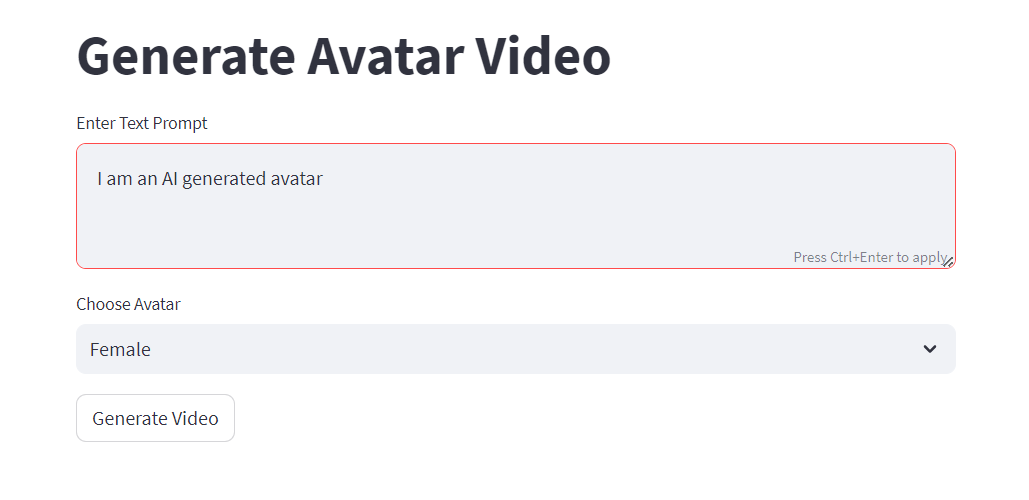 Generate Avatar Video
Enter Text Prompt
I am an AI generated avatar
Press Ctrl+Enter to apply
Choose Avatar
Female
Generate Video